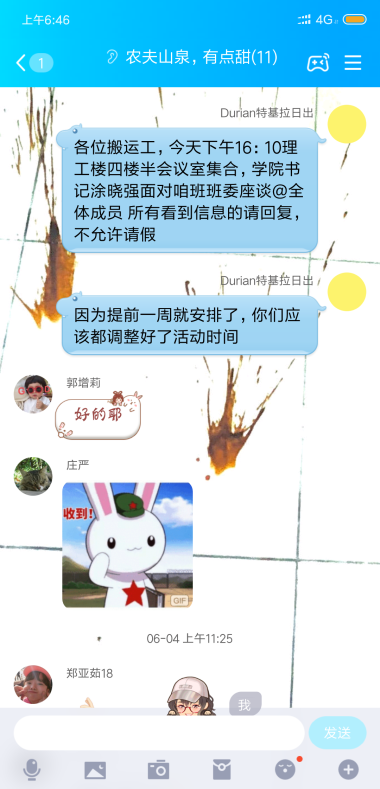 上午6:46
4G
1
农夫山泉，有点甜(11)
Durian特基拉日出
各位搬运工，今天下午16：10理
工楼四楼半会议室集合，学院书
记涂晓强面对咱班班委座谈@全
体成员 所有看到信息的请回复，
不允许请假
Durian特基拉日出
因为提前一周就安排了，你们应
该都调整好了活动时间
郭增莉
好的耶
庄严
收到!
GIF
06-04 上午11:25
郑亚茹18
我
发送